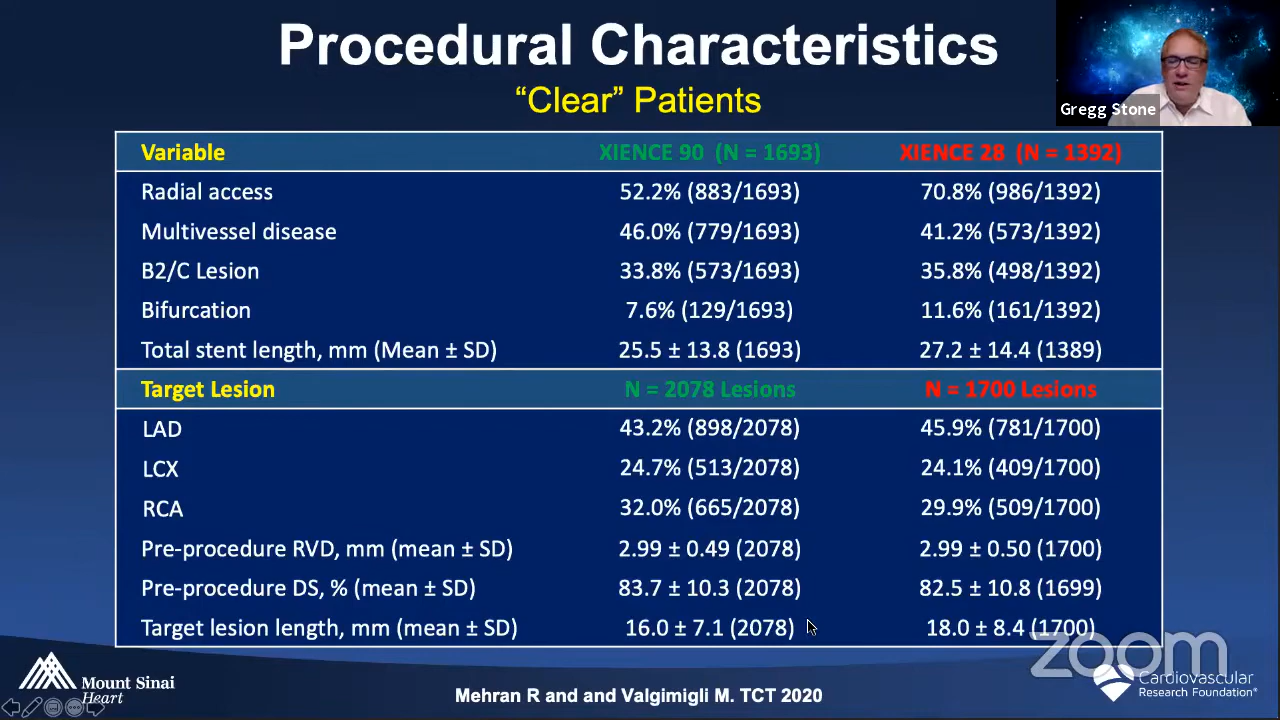 Procedural Characteristics
“Clear” Patients
Gregg Stone
Variable XIENCE 90 (N = 1693) XIENCE 28 (N = 1392)
Radial access 52.2% (883/1693) 70.8% (986/1392)
Multivessel disease 46.0% (779/1693) 41.2% (573/1392)
B2/C Lesion 33.8% (573/1693) 35.8% (498/1392)
Bifurcation 7.6% (129/1693) 11.6% (161/1392)
Total stent length, mm (Mean ± SD) 25.5 ± 13.8 (1693) 27.2 ± 14.4 (1389)
Target Lesion N = 2078 Lesions N = 1700 Lesions
LAD 43.2% (898/2078) 45.9% (781/1700)
LCX 24.7% (513/2078) 24.1% (409/1700)
RCA 32.0% (665/2078) 29.9% (509/1700)
Pre-procedure RVD, mm (mean ± SD) 2.99 ± 0.49 (2078) 2.99 ± 0.50 (1700)
Pre-procedure DS, % (mean ± SD) 83.7 ± 10.3 (2078) 82.5 ± 10.8 (1699)
Target lesion length, mm (mean ± SD) 16.0 ± 7.1 (2078) 18.0 ± 8.4 (1700)
zoom
Mount Sinai
Heart
Mehran R and and Valgimigli M. TCT 2020
Cardiovascular
Research Foundation®